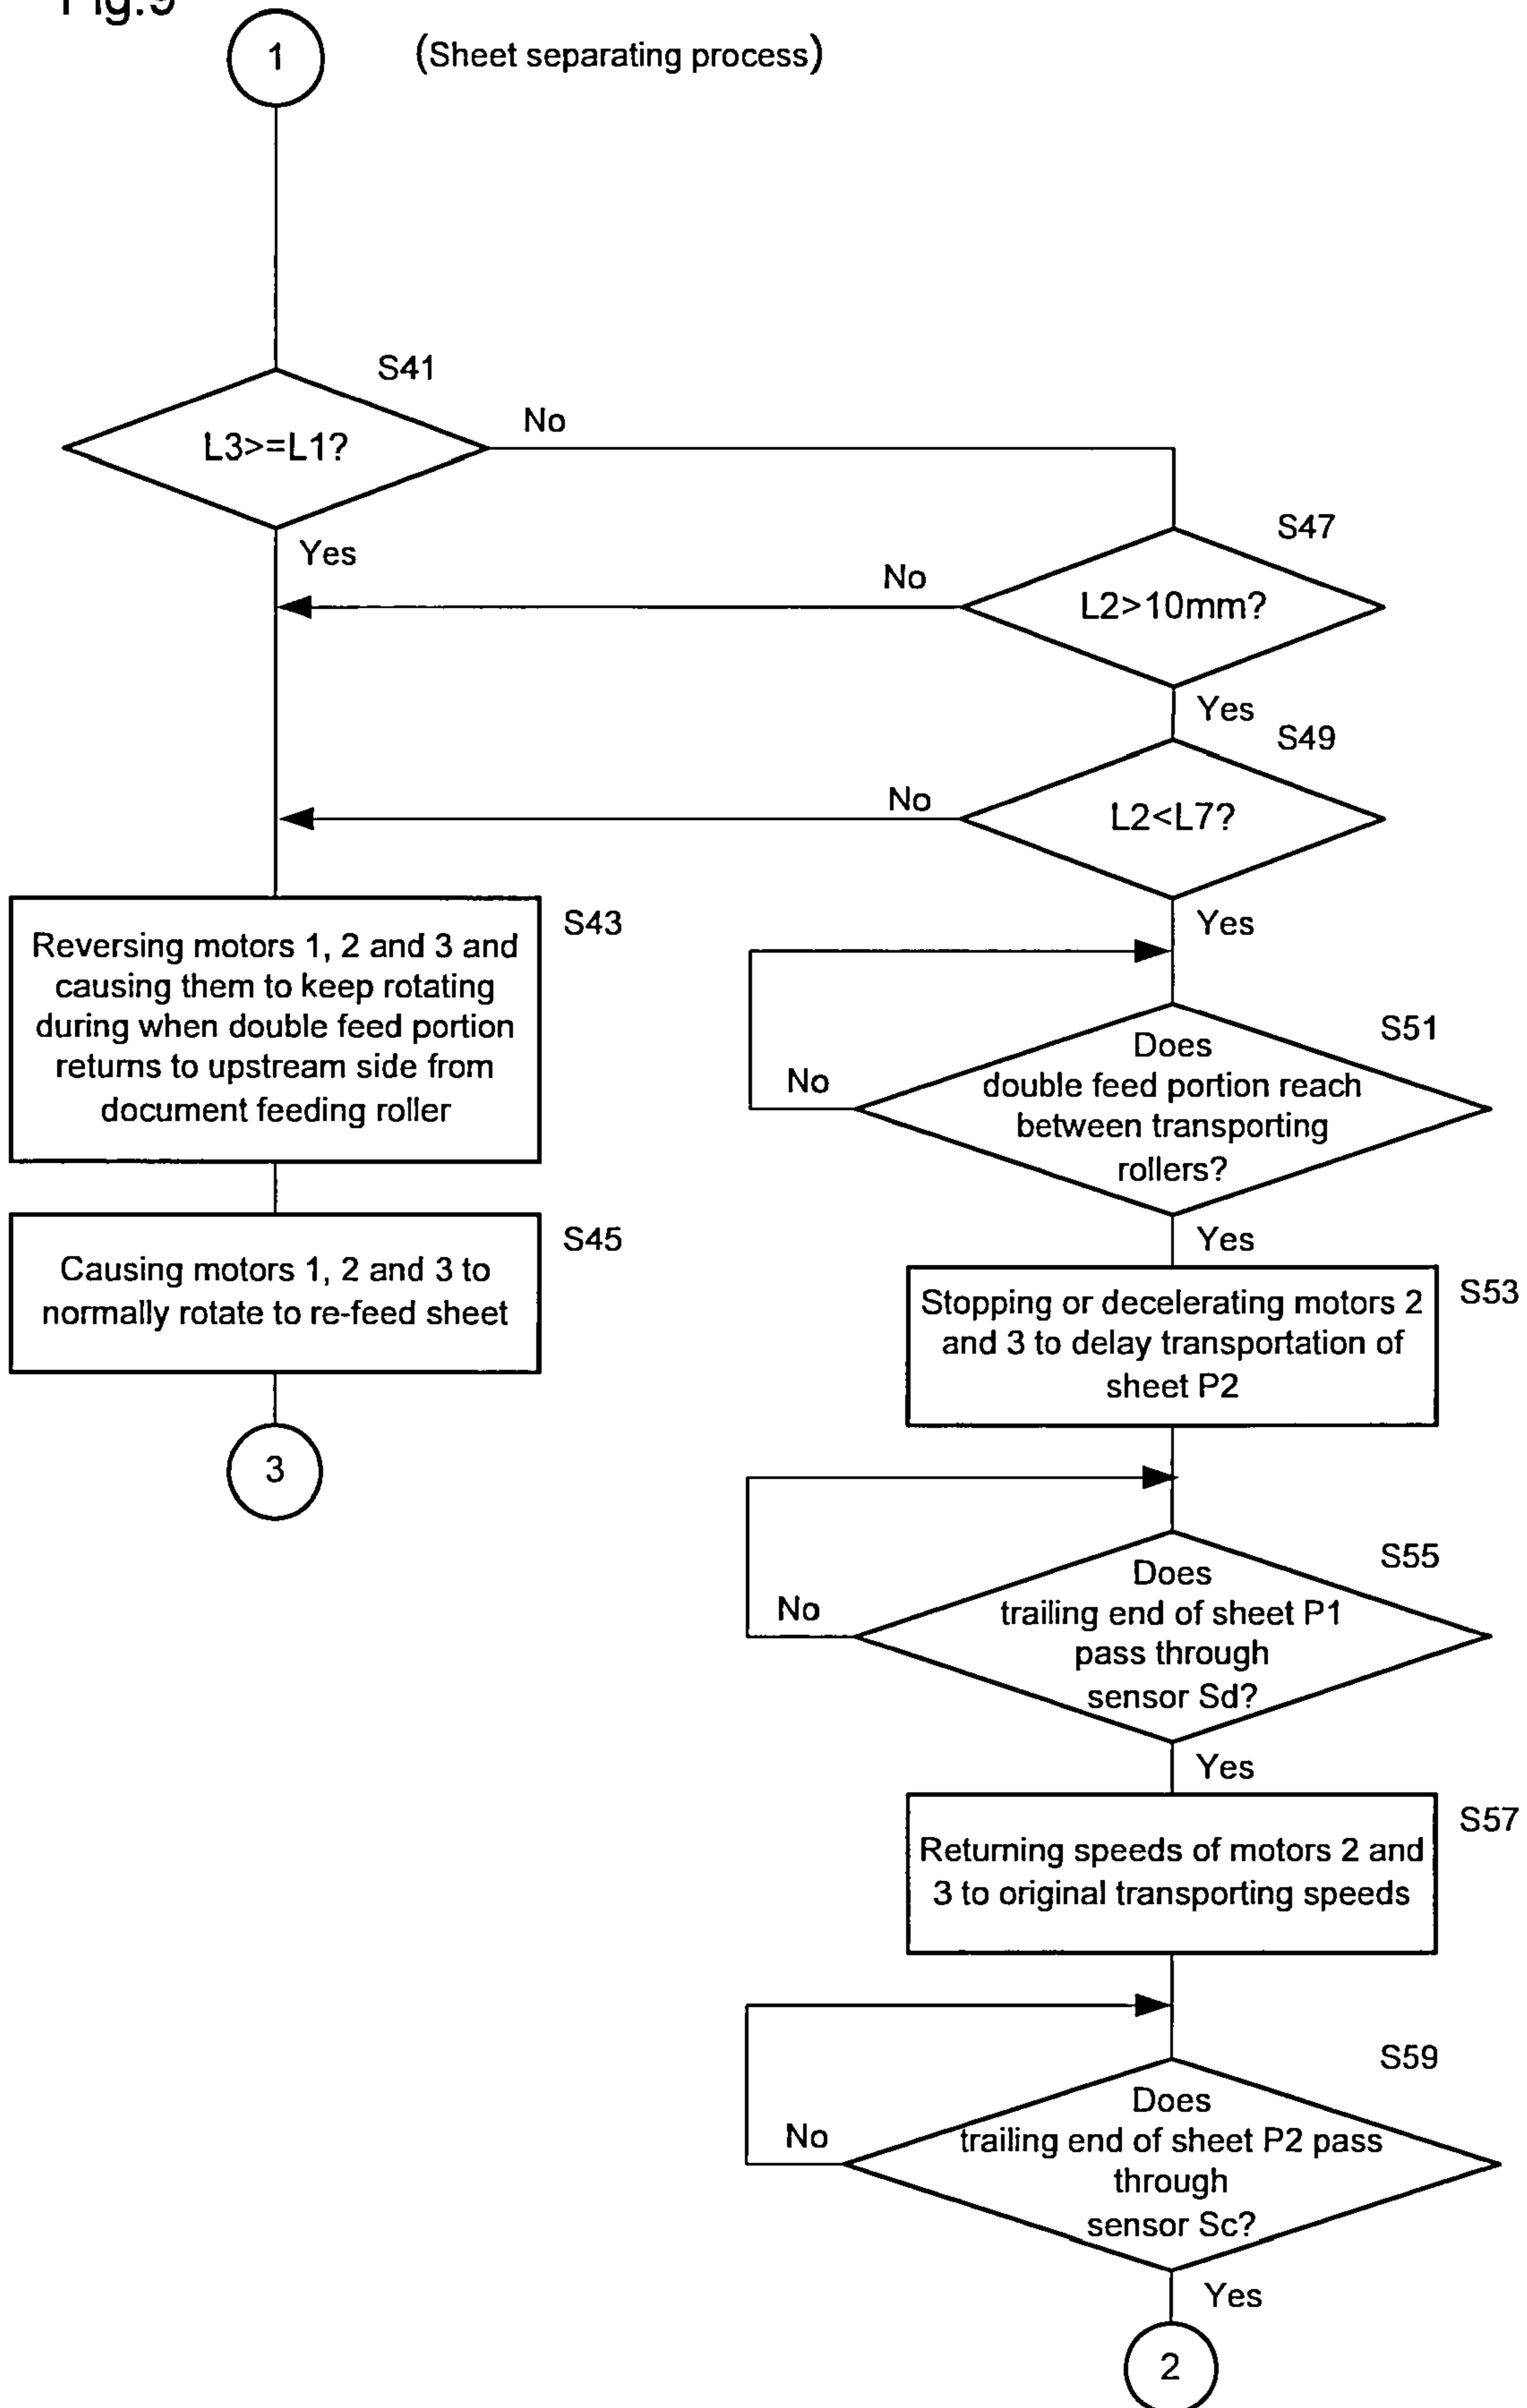 Fig.9
1
(Sheet separating process)
S41
L3>=L1?
No
Yes
S47
L2>10mm?
No
Yes
S49
L2<L7?
No
Yes
S43
Reversing motors 1, 2 and 3 and
causing them to keep rotating
during when double feed portion
returns to upstream side from
document feeding roller
S45
Causing motors 1, 2 and 3 to
normally rotate to re-feed sheet
3
S51
Does
double feed portion reach
between transporting
rollers?
No
Yes
S53
Stopping or decelerating motors 2
and 3 to delay transportation of
sheet P2
S55
Does
trailing end of sheet P1
pass through
sensor Sd?
No
Yes
S57
Returning speeds of motors 2 and
3 to original transporting speeds
S59
Does
trailing end of sheet P2 pass
through
sensor Sc?
No
Yes
2